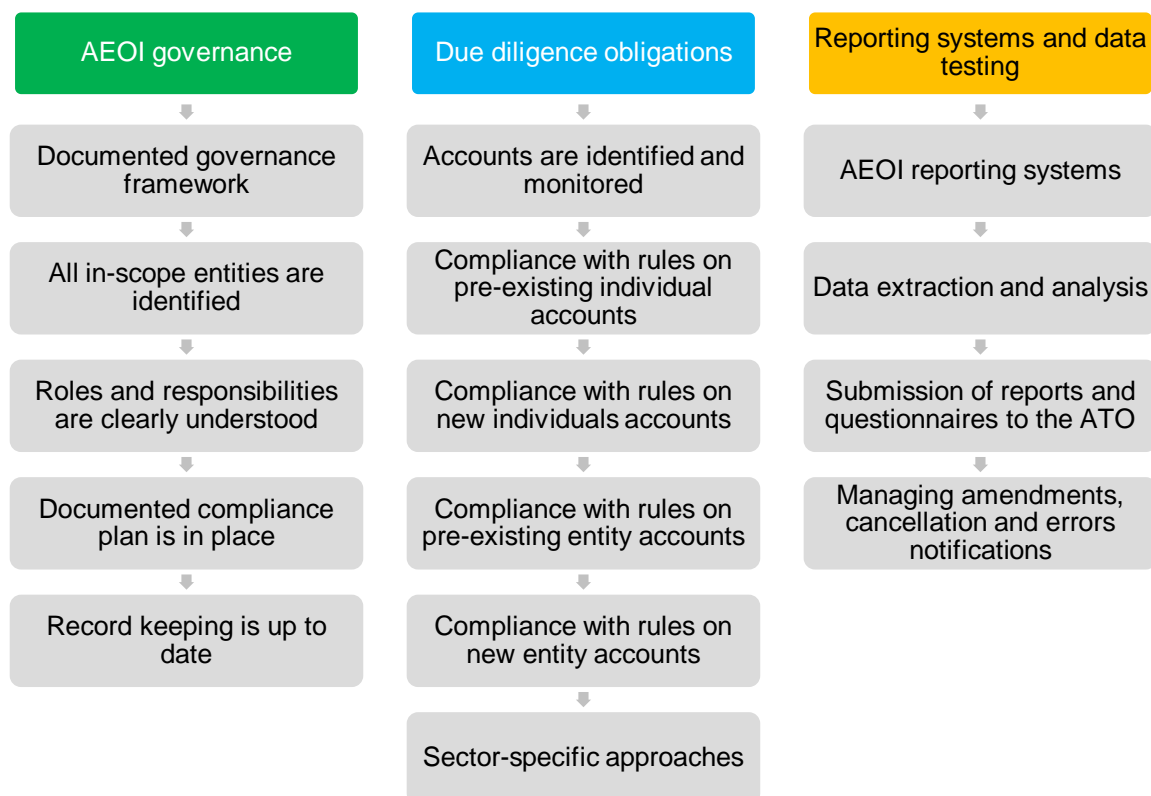 AEOI governance
Documented governance
framework
All in-scope entities are
identified
Roles and responsibilities
are clearly understood
Documented compliance
plan is in place
Record keeping is up to
date
Due diligence obligations
Accounts are identified and
monitored
Compliance with rules on
pre-existing individual
accounts
Compliance with rules on
new individuals accounts
Compliance with rules on
pre-existing entity accounts
Compliance with rules on
new entity accounts
Sector-specific approaches
Reporting systems and data
testing
AEOI reporting systems
Data extraction and analysis
Submission of reports and
questionnaires to the ATO
Managing amendments,
cancellation and errors
notifications